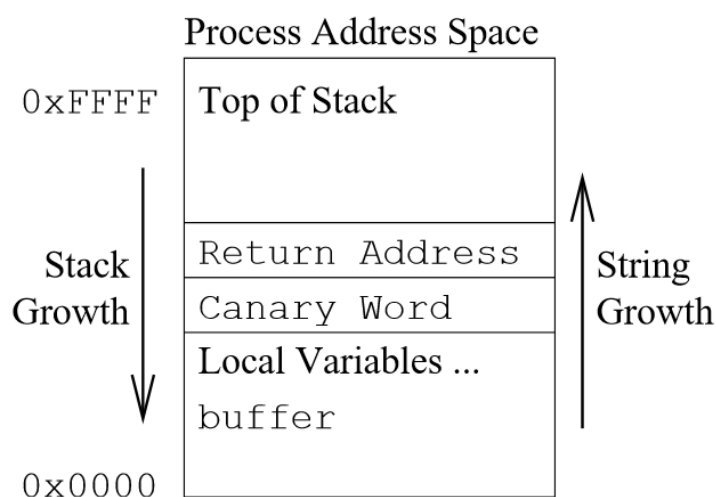 Process Address Space
0xFFFF
Top of Stack
Stack
Growth
Return Address
Canary Word
Local Variables ...
buffer
String
Growth
0x0000